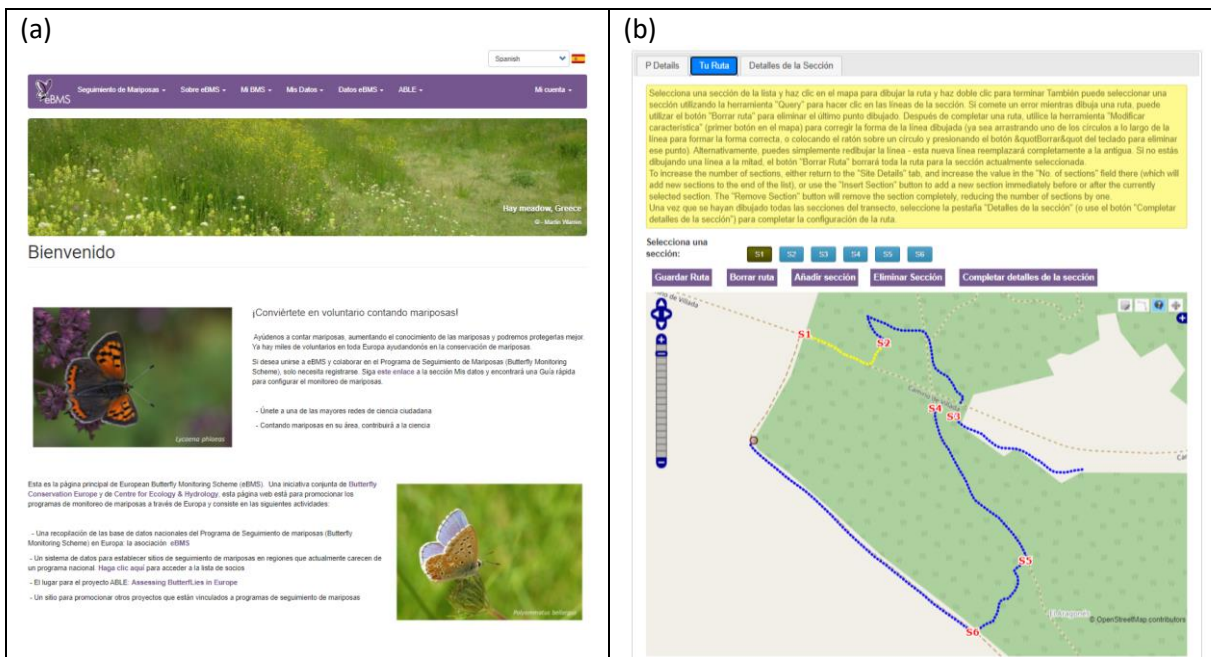 (a)
Spanish
eBMS
Seguimiento de Mariposas
Sobre eBMS
Mi BMS
Mis Datos
Datos eBMS
ABLE
Mi cuenta
Hay meadow, Greece
© - Martin Warren
Bienvenido
¡Conviértete en voluntario contando mariposas!
Ayúdenos a contar mariposas, aumentando el conocimiento de las mariposas y podremos protegerlas mejor.
Ya hay miles de voluntarios en toda Europa ayudandonós en la conservación de mariposas.
Si desea unirse a eBMS y colaborar en el Programa de Seguimiento de Mariposas (Butterfly Monitoring
Scheme), solo necesita registrarse. Siga este enlace a la sección Mis datos y encontrará una Guía rápida
para configurar el monitoreo de mariposas.
- Únete a una de las mayores redes de ciencia ciudadana
- Contando mariposas en su área, contribuirá a la ciencia
Lycaena phlaeas
Esta es la página principal de European Butterfly Monitoring Scheme (eBMS). Una iniciativa conjunta de Butterfly
Conservation Europe y de Centre for Ecology & Hydrology, esta página web está para promocionar los
programas de monitoreo de mariposas a través de Europa y consiste en las siguientes actividades:
- Una recopilación de las base de datos nacionales del Programa de Seguimiento de mariposas (Butterfly
Monitoring Scheme) en Europa: la asociación eBMS
- Un sistema de datos para establecer sitios de seguimiento de mariposas en regiones que actualmente carecen de
un programa nacional. Haga clic aquí para acceder a la lista de socios
- El lugar para el proyecto ABLE: Assessing ButterfLies in Europe
- Un sitio para promocionar otros proyectos que están vinculados a programas de seguimiento de mariposas
Polyommatus bellargus
(b)
P Details
Tu Ruta
Detalles de la Sección
Selecciona una sección de la lista y haz clic en el mapa para dibujar la ruta y haz doble clic para terminar También puede seleccionar una
sección utilizando la herramienta "Query" para hacer clic en las líneas de la sección. Si comete un error mientras dibuja una ruta, puede
utilizar el botón "Borrar ruta" para eliminar el último punto dibujado. Después de completar una ruta, utilice la herramienta "Modificar
característica" (primer botón en el mapa) para corregir la forma de la línea dibujada (ya sea arrastrando uno de los círculos a lo largo de la
línea para formar la forma correcta, o colocando el ratón sobre un círculo y presionando el botón &quotBorrar&quot del teclado para eliminar
ese punto). Alternativamente, puedes simplemente redibujar la línea - esta nueva línea reemplazará completamente a la antigua. Si no estás
dibujando una línea a la mitad, el botón "Borrar Ruta" borrará toda la ruta para la sección actualmente seleccionada.
To increase the number of sections, either return to the "Site Details" tab, and increase the value in the "No. of sections" field there (which will
add new sections to the end of the list), or use the "Insert Section" button to add a new section immediately before or after the currently
selected section. The "Remove Section" button will remove the section completely, reducing the number of sections by one.
Una vez que se hayan dibujado todas las secciones del transecto, seleccione la pestaña "Detalles de la sección" (o use el botón "Completar
detalles de la sección") para completar la configuración de la ruta.
Selecciona una
sección:
S1
S2
S3
S4
S5
S6
Guardar Ruta
Borrar ruta
Añadir sección
Eliminar Sección
Completar detalles de la sección
de Villada
S1
S2
Camino de Villada
S4
S3
S5
S6
© OpenStreetMap contributors